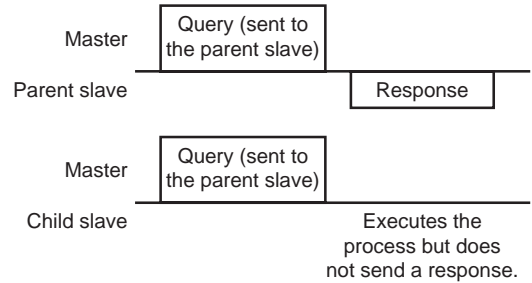 Query (sent to
the parent slave)
Master
Parent slave
Response
Query (sent to
the parent slave)
Master
Child slave
Executes the
process but does
not send a response.